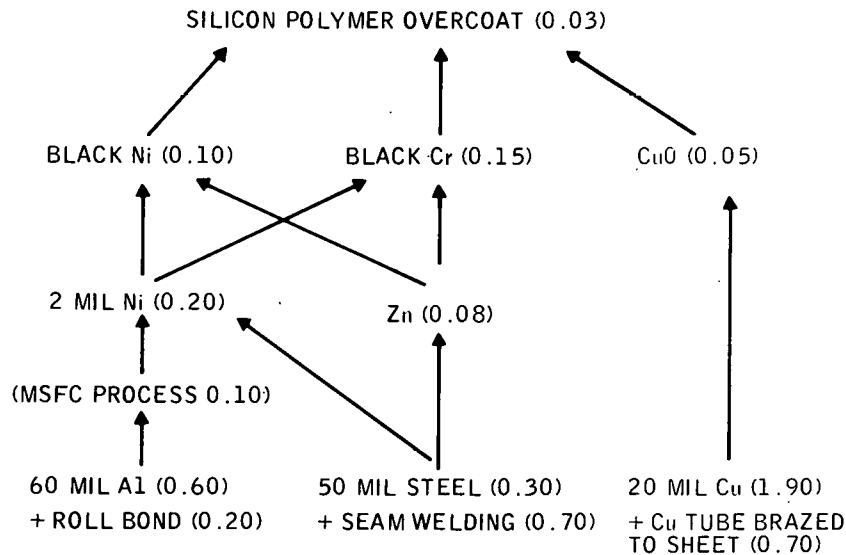 SILICON POLYMER OVERCOAT (0.03)
BLACK Ni (0.10)
BLACK Cr (0.15)
CuO (0.05)
2 MIL Ni (0.20)
Zn (0.08)
(MSFC PROCESS 0.10)
60 MIL Al (0.60)
+ ROLL BOND (0.20)
50 MIL STEEL (0.30)
+ SEAM WELDING (0.70)
20 MIL Cu (1.90)
+ Cu TUBE BRAZED
TO SHEET (0.70)